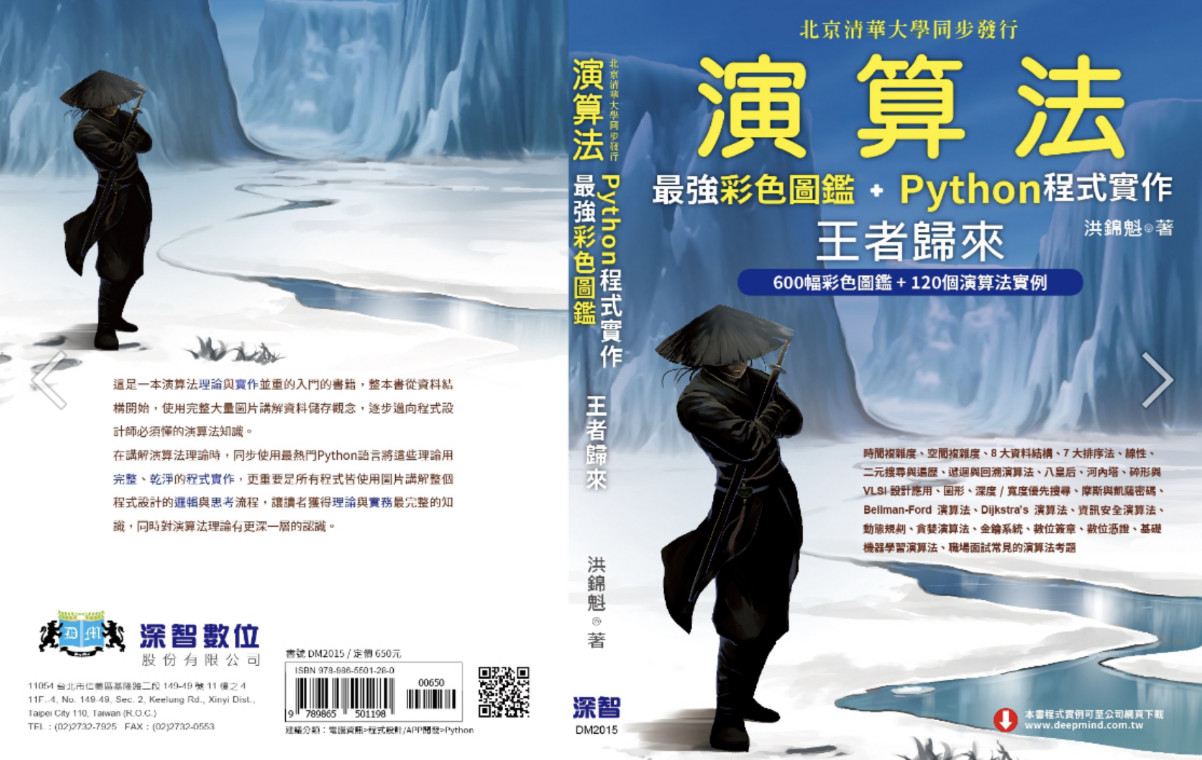 這是一本演算法理論與實作並重的入門的書籍，整本書從資料結
構開始，使用完整大量圖片講解資料儲存觀念，逐步邁向程式設
計師必須懂的演算法知識。
在講解演算法理論時，同步使用最熱門Python語言將這些理論用
完整、乾淨的程式實作，更重要是所有程式皆使用圖片講解整個
程式設計的邏輯與思考流程，讓讀者獲得理論與實務最完整的知
識，同時對演算法理論有更深一層的認識。
DM
深智數位
股份有限公司
11054 台北市信義區基隆路二段 149-49 號 11 樓之 4
11F.-4, No. 149-49, Sec. 2, Keelung Rd., Xinyi Dist.,
Taipei City 110, Taiwan (R.O.C.)
TEL：(02)2732-7925 FAX：(02)2732-0553
書號 DM2015 / 定價 650元
ISBN 978-986-5501-28-0
00650
9 789865 501198
建議分類：電腦資訊>程式設計/APP開發>Python
北京清華大學同步發行
演算法
最強彩色圖鑑
Python程式實作
王者歸來
洪錦魁◎著
深智
DM2015
北京清華大學同步發行
演算法
最強彩色圖鑑 + Python程式實作
王者歸來
洪錦魁◎著
600幅彩色圖鑑 + 120個演算法實例
時間複雜度、空間複雜度、8 大資料結構、7 大排序法、線性、
二元搜尋與遍歷、遞迴與回溯演算法、八皇后、河內塔、碎形與
VLSI 設計應用、圖形、深度 / 寬度優先搜尋、摩斯與凱薩密碼、
Bellman-Ford 演算法、Dijkstra's 演算法、資訊安全演算法、
動態規劃、貪婪演算法、金鑰系統、數位簽章、數位憑證、基礎
機器學習演算法、職場面試常見的演算法考題
本書程式實例可至公司網頁下載
www.deepmind.com.tw